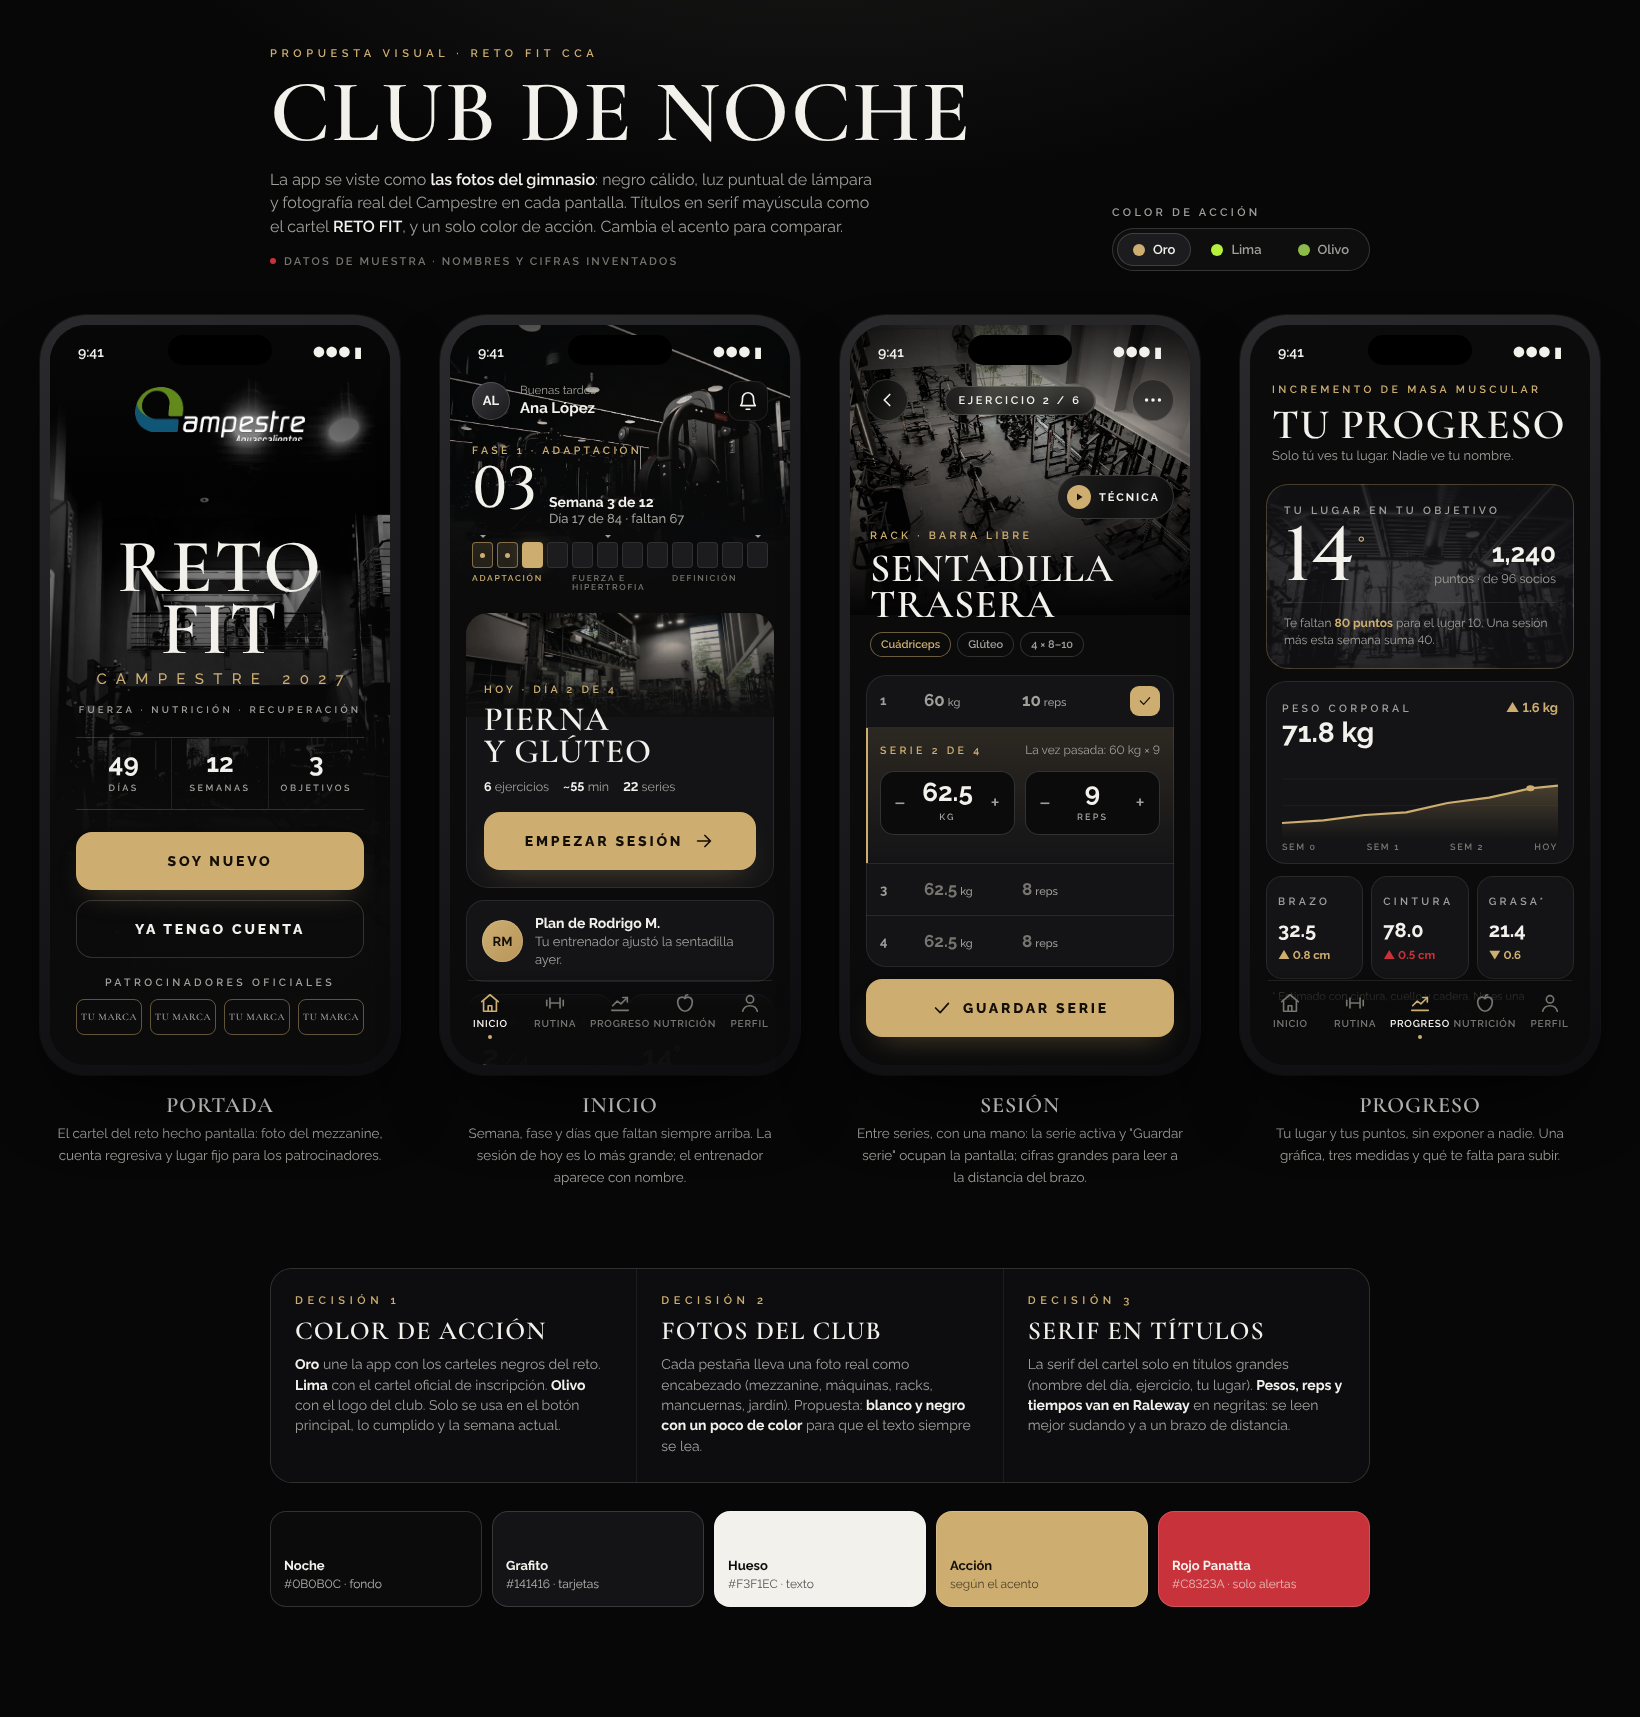 PROPUESTA VISUAL · RETO FIT CCA
CLUB DE NOCHE
La app se viste como las fotos del gimnasio: negro cálido, luz puntual de lámpara
y fotografía real del Campestre en cada pantalla. Títulos en serif mayúscula como
el cartel RETO FIT, y un solo color de acción. Cambia el acento para comparar.
DATOS DE MUESTRA · NOMBRES Y CIFRAS INVENTADOS
COLOR DE ACCIÓN
Oro
Lima
Olivo
9:41
ampestre
Aguascalientes
RETO
FIT
CAMPESTRE 2027
FUERZA · NUTRICIÓN · RECUPERACIÓN
49
12
3
DÍAS
SEMANAS
OBJETIVOS
SOY NUEVO
YA TENGO CUENTA
PATROCINADORES OFICIALES
TU MARCA
TU MARCA
TU MARCA
TU MARCA
PORTADA
El cartel del reto hecho pantalla: foto del mezzanine,
cuenta regresiva y lugar fijo para los patrocinadores.
9:41
AL
Buenas tardes
Ana López
FASE 1 · ADAPTACIÓN
03
Semana 3 de 12
Día 17 de 84 · faltan 67
ADAPTACIÓN
FUERZA E
HIPERTROFIA
DEFINICIÓN
HOY · DÍA 2 DE 4
PIERNA
Y GLÚTEO
6 ejercicios
~55 min
22 series
EMPEZAR SESIÓN
RM
Plan de Rodrigo M.
Tu entrenador ajustó la sentadilla
ayer.
INICIO
RUTINA
PROGRESO
NUTRICIÓN
PERFIL
INICIO
Semana, fase y días que faltan siempre arriba. La
sesión de hoy es lo más grande; el entrenador
aparece con nombre.
9:41
EJERCICIO 2 / 6
TÉCNICA
RACK · BARRA LIBRE
SENTADILLA
TRASERA
Cuádriceps
Glúteo
4 × 8–10
1
60 kg
10 reps
SERIE 2 DE 4
La vez pasada: 60 kg × 9
– 62.5 +
KG
– 9 +
REPS
3
62.5 kg
8 reps
4
62.5 kg
8 reps
GUARDAR SERIE
SESIÓN
Entre series, con una mano: la serie activa y "Guardar
serie" ocupan la pantalla; cifras grandes para leer a
la distancia del brazo.
9:41
INCREMENTO DE MASA MUSCULAR
TU PROGRESO
Solo tú ves tu lugar. Nadie ve tu nombre.
TU LUGAR EN TU OBJETIVO
14°
1,240
puntos · de 96 socios
Te faltan 80 puntos para el lugar 10. Una sesión
más esta semana suma 40.
PESO CORPORAL
▲ 1.6 kg
71.8 kg
SEM 0
SEM 1
SEM 2
HOY
BRAZO
32.5
▲ 0.8 cm
CINTURA
78.0
▲ 0.5 cm
GRASA*
21.4
▼ 0.6
* Estimado con cintura, cuello y cadera. No es una
INICIO
RUTINA
PROGRESO
NUTRICIÓN
PERFIL
PROGRESO
Tu lugar y tus puntos, sin exponer a nadie. Una
gráfica, tres medidas y qué te falta para subir.
DECISIÓN 1
COLOR DE ACCIÓN
Oro une la app con los carteles negros del reto.
Lima con el cartel oficial de inscripción. Olivo
con el logo del club. Solo se usa en el botón
principal, lo cumplido y la semana actual.
DECISIÓN 2
FOTOS DEL CLUB
Cada pestaña lleva una foto real como
encabezado (mezzanine, máquinas, racks,
mancuernas, jardín). Propuesta: blanco y negro
con un poco de color para que el texto siempre
se lea.
DECISIÓN 3
SERIF EN TÍTULOS
La serif del cartel solo en títulos grandes
(nombre del día, ejercicio, tu lugar). Pesos, reps y
tiempos van en Raleway en negritas: se leen
mejor sudando y a un brazo de distancia.
Noche
#0B0B0C · fondo
Grafito
#141416 · tarjetas
Hueso
#F3F1EC · texto
Acción
según el acento
Rojo Panatta
#C8323A · solo alertas